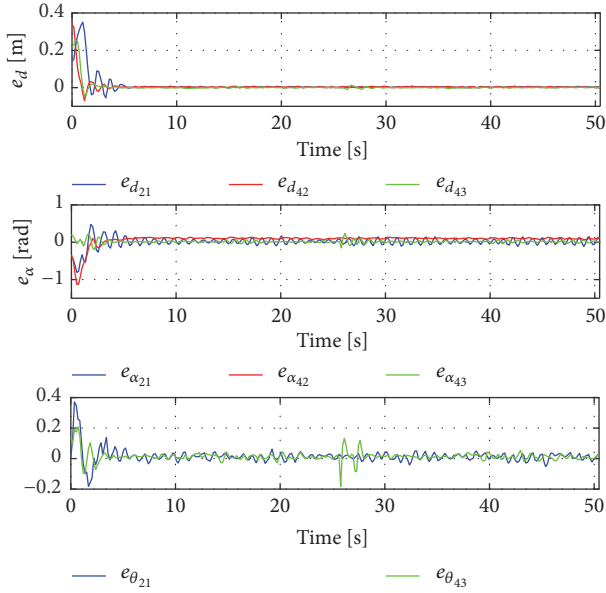 0.4
0.2
0
e_d [m]
0 10 20 30 40 50
Time [s]
e_{d_{21}} e_{d_{42}} e_{d_{43}}
1
0
−1
e_α [rad]
0 10 20 30 40 50
Time [s]
e_{α_{21}} e_{α_{42}} e_{α_{43}}
0.4
0.2
0
−0.2
0 10 20 30 40 50
Time [s]
e_{θ_{21}} e_{θ_{43}}